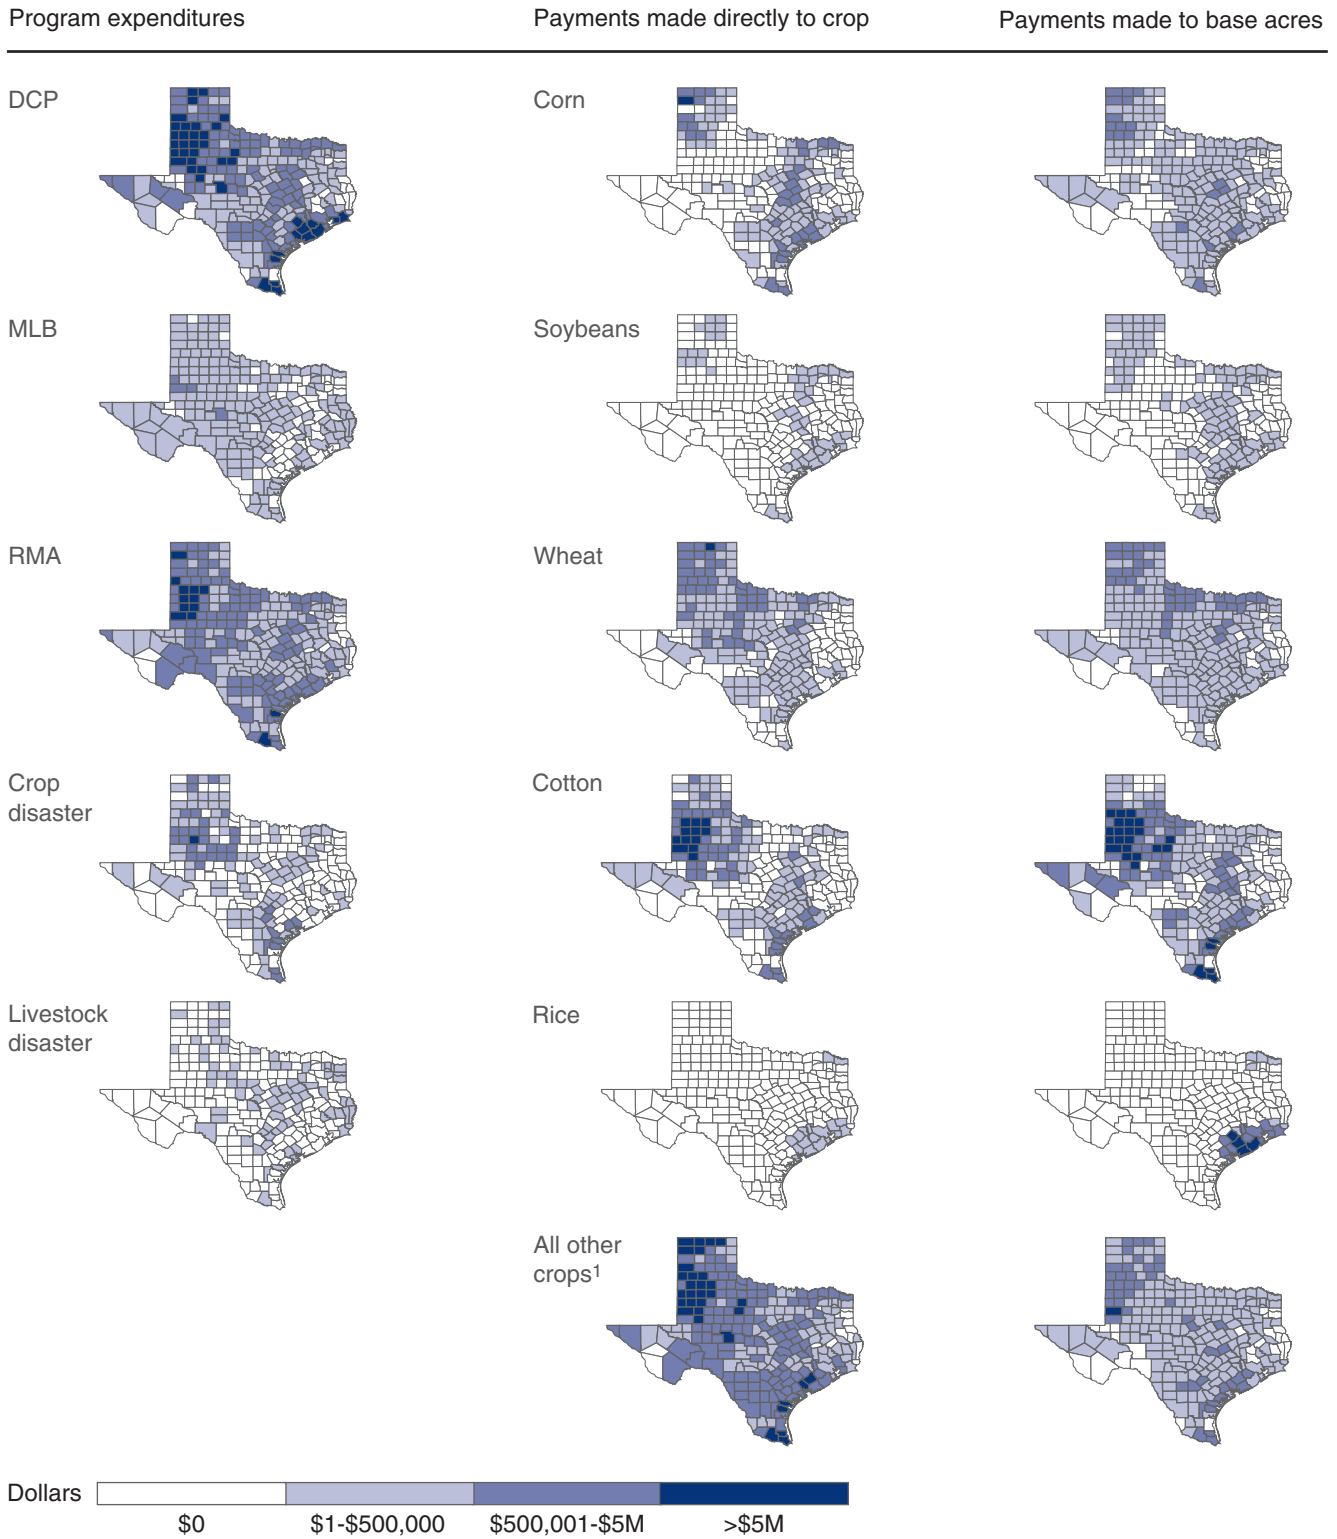 Program expenditures
Payments made directly to crop
Payments made to base acres
DCP
Corn
MLB
Soybeans
RMA
Wheat
Crop
disaster
Cotton
Livestock
disaster
Rice
All other
crops1
Dollars
$0
$1-$500,000
$500,001-$5M
>$5M